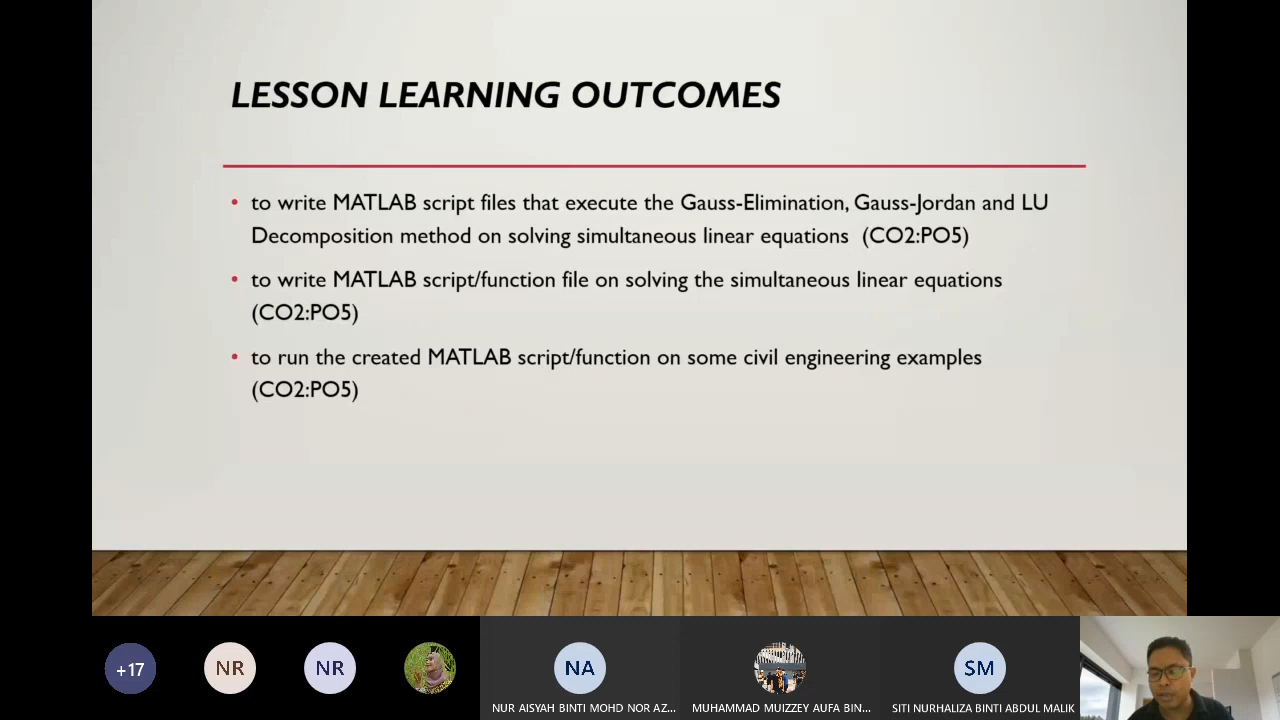 LESSON LEARNING OUTCOMES
• to write MATLAB script files that execute the Gauss-Elimination, Gauss-Jordan and LU
Decomposition method on solving simultaneous linear equations (CO2:PO5)
• to write MATLAB script/function file on solving the simultaneous linear equations
(CO2:PO5)
• to run the created MATLAB script/function on some civil engineering examples
(CO2:PO5)
+17
NR
NR
NA
SM
NUR AISYAH BINTI MOHD NOR AZ...
MUHAMMAD MUIZZEY AUFA BIN...
SITI NURHALIZA BINTI ABDUL MALIK